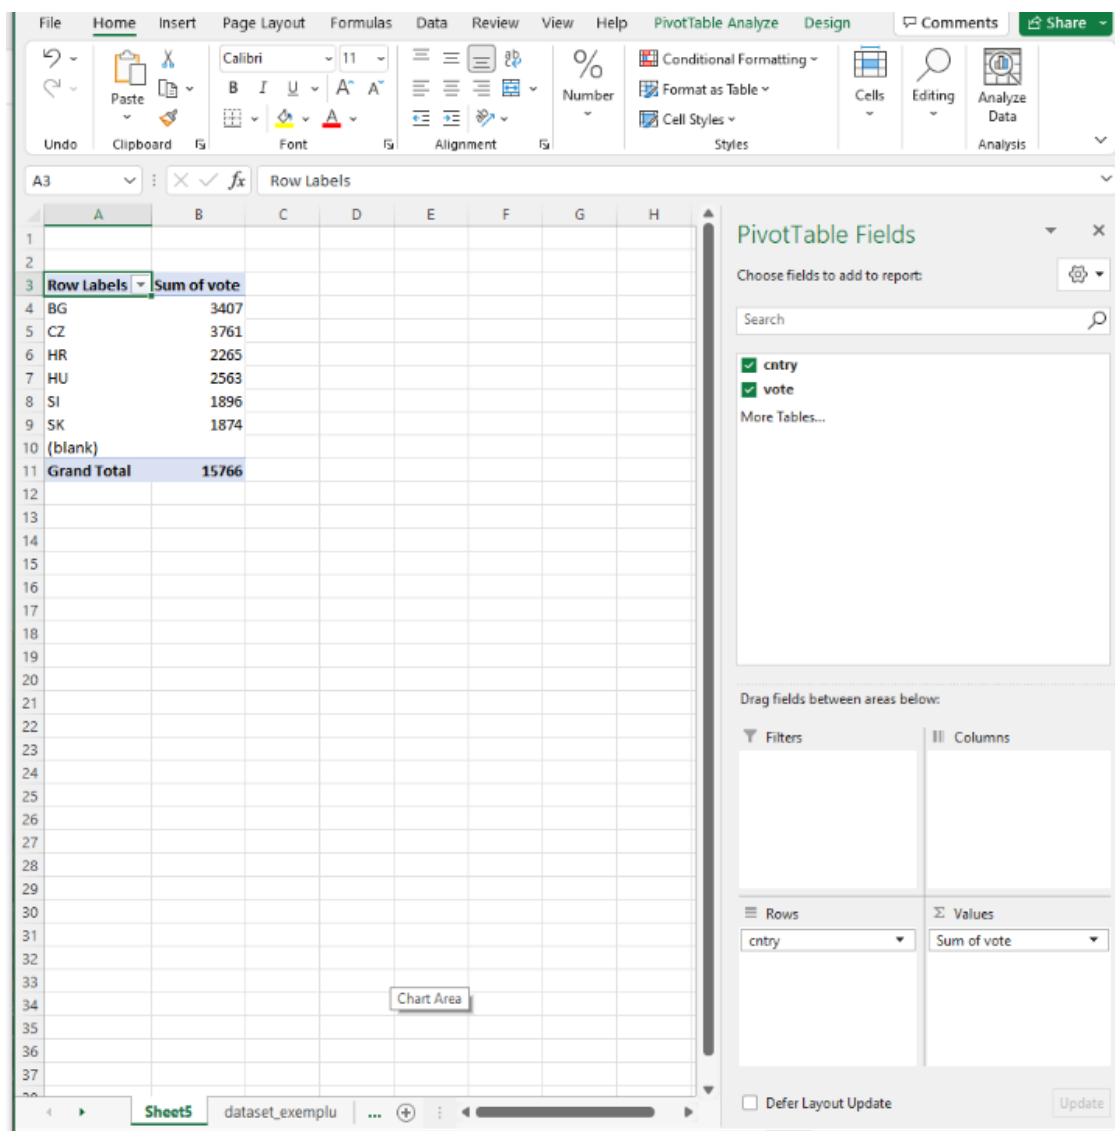 File Home Insert Page Layout Formulas Data Review View Help PivotTable Analyze Design Comments Share
Paste
Calibri 11
B I U A A
A
ab
%
Number
Conditional Formatting
Format as Table
Cell Styles
Cells
Editing
Analyze
Data
Undo Clipboard Font Alignment Styles Analysis
A3 fx Row Labels
A B C D E F G H
1
2
3 Row Labels Sum of vote
4 BG 3407
5 CZ 3761
6 HR 2265
7 HU 2563
8 SI 1896
9 SK 1874
10 (blank)
11 Grand Total 15766
12
13
14
15
16
17
18
19
20
21
22
23
24
25
26
27
28
29
30
31
32
33
34
35
36
37
Chart Area
Sheet5 dataset_exemplu ...
PivotTable Fields
Choose fields to add to report:
Search
cntry
vote
More Tables...
Drag fields between areas below:
Filters Columns
Rows Σ Values
cntry Sum of vote
Defer Layout Update Update